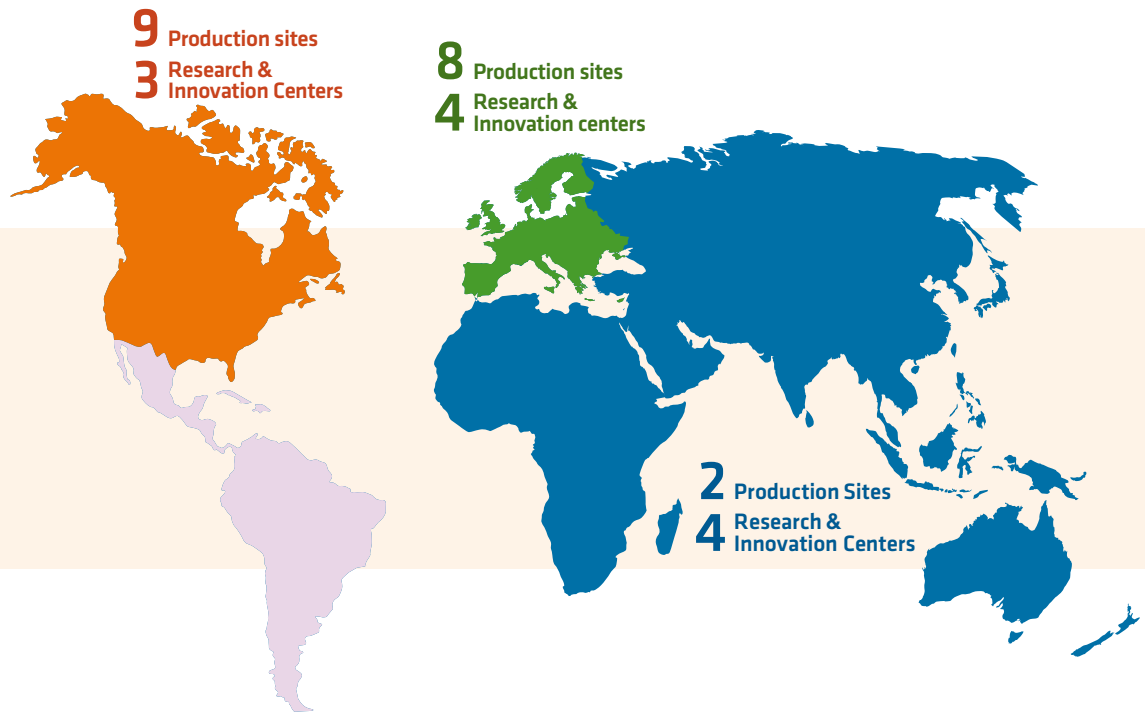 9 Production sites
3 Research &
Innovation Centers
8 Production sites
4 Research &
Innovation centers
2 Production Sites
4 Research &
Innovation Centers